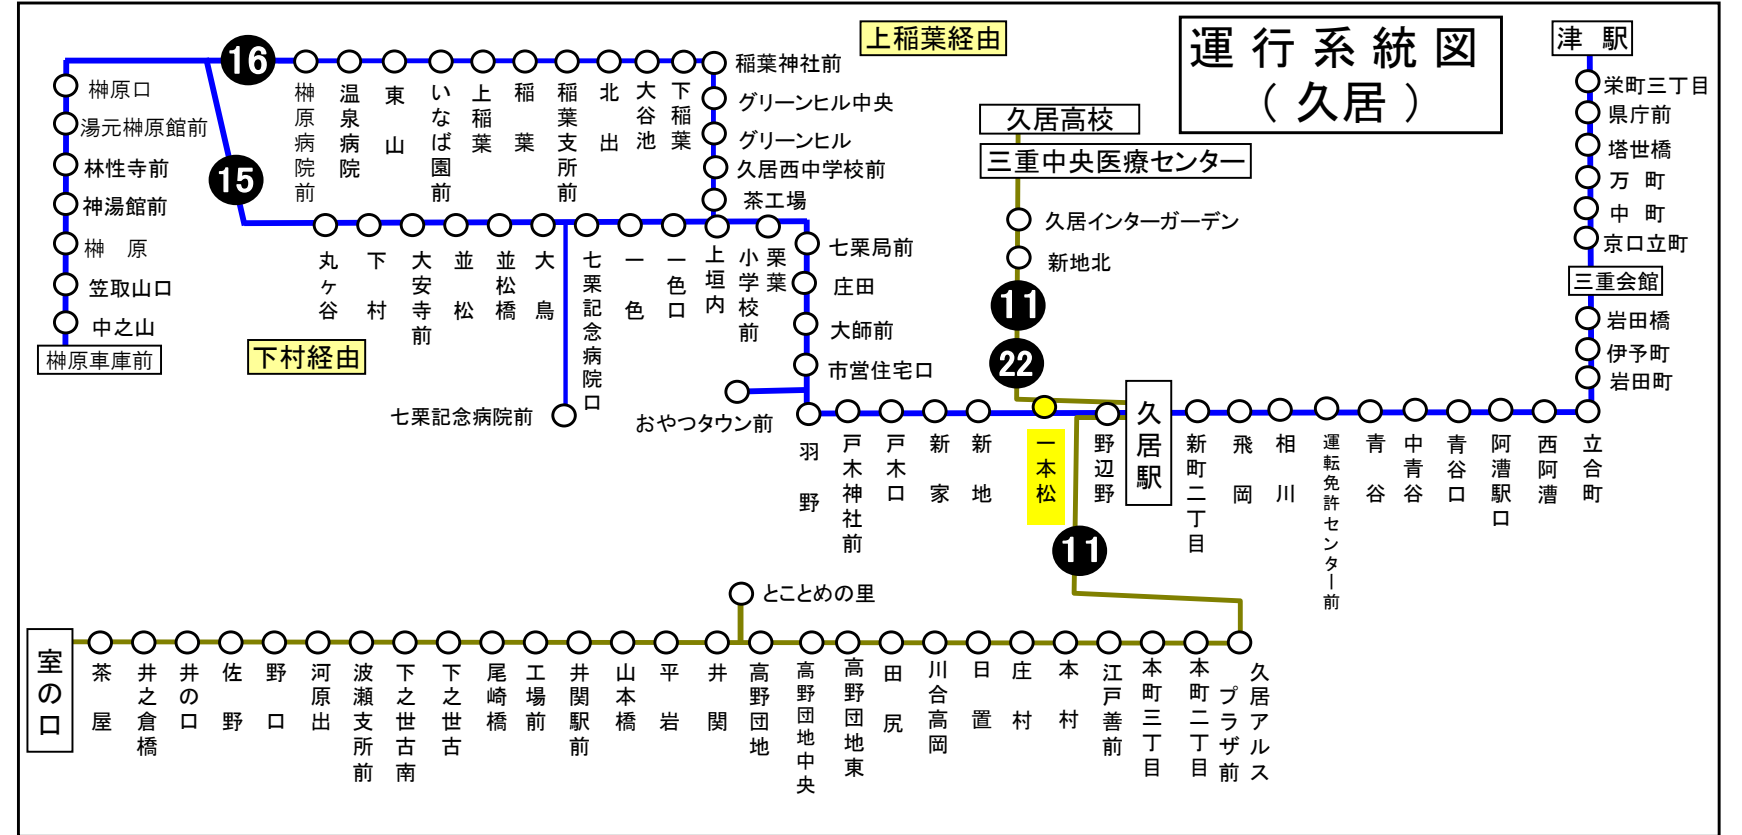 運行系統図
（久居）
上稲葉経由
津駅
久居高校
三重中央医療センター
16
榊原病院前
温泉病院
東山
いなば園前
上稲葉
稲葉
稲葉支所前
北出
大谷池
下稲葉
稲葉神社前
グリーンヒル中央
グリーンヒル
久居西中学校前
茶工場
榊原口
湯元榊原館前
林性寺前
神湯館前
榊原
笠取山口
中之山
榊原車庫前
15
丸ヶ谷
下村
大安寺前
並松
並松橋
大鳥
七栗記念病院口
一色
一色口
上垣内
栗葉
小学校前
下村経由
七栗記念病院前
七栗局前
庄田
大師前
市営住宅口
おやつタウン前
久居インターガーデン
新地北
11
22
栄町三丁目
県庁前
塔世橋
万町
中町
京口立町
三重会館
岩田橋
伊予町
岩田町
羽野
戸木神社前
戸木口
新家
新地
一本松
野辺野
久居駅
新町二丁目
飛岡
相川
運転免許センター前
青谷
中青谷
青谷口
阿漕駅口
西阿漕
立合町
11
とことめの里
室の口
茶屋
井之倉橋
井の口
佐野
野口
河原出
波瀬支所前
下之世古南
下之世古
尾崎橋
工場前
井関駅前
山本橋
平岩
井関
高野団地
高野団地中央
高野団地東
田尻
川合高岡
日置
庄村
本村
江戸善前
本町三丁目
本町二丁目
久居アルス
プラザ前